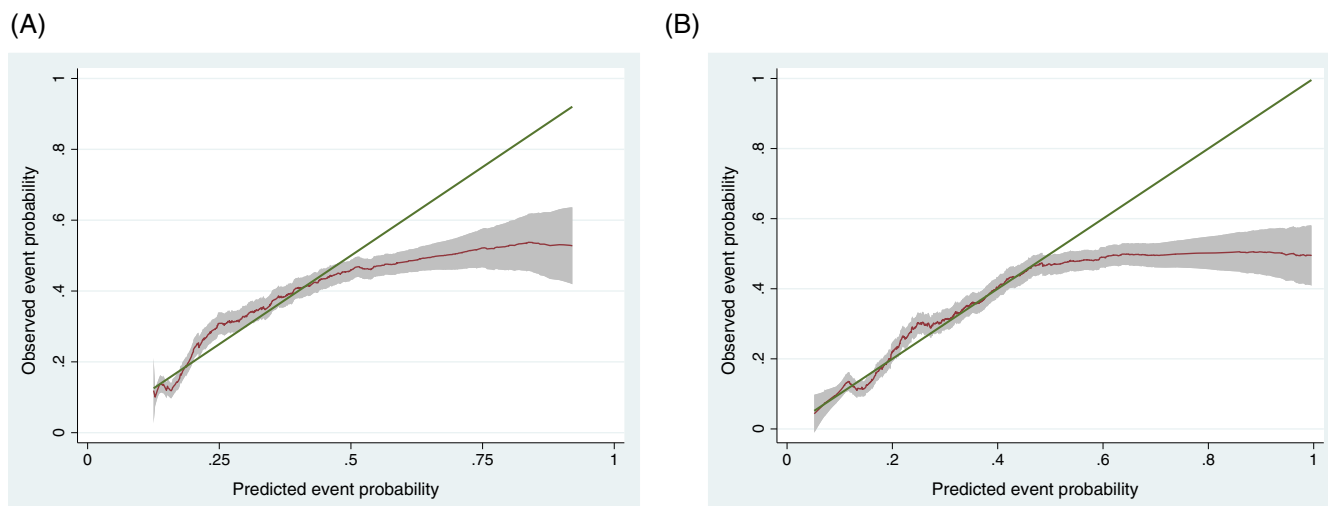 (A)
Observed event probability
1
.8
.6
.4
.2
0
0 .25 .5 .75 1
Predicted event probability
(B)
Observed event probability
1
.8
.6
.4
.2
0
0 .2 .4 .6 .8 1
Predicted event probability